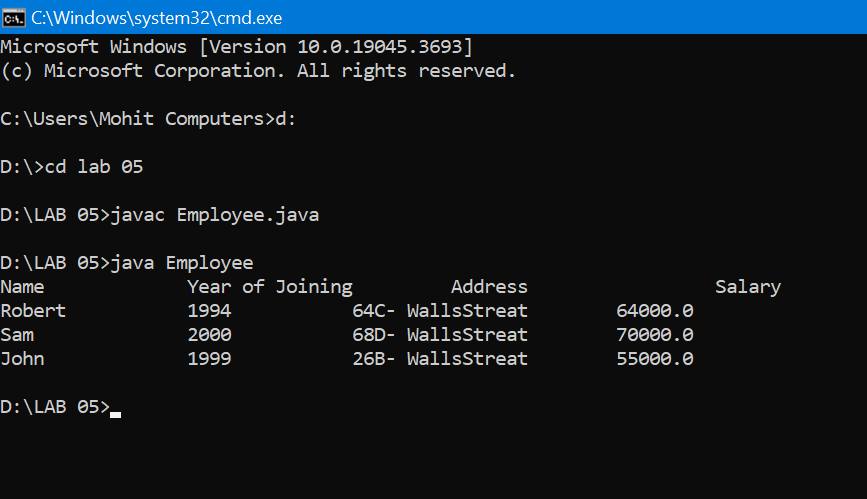 C:\Windows\system32\cmd.exe
Microsoft Windows [Version 10.0.19045.3693]
(c) Microsoft Corporation. All rights reserved.
C:\Users\Mohit Computers>d:
D:\>cd lab 05
D:\LAB 05>javac Employee.java
D:\LAB 05>java Employee
Name             Year of Joining         Address                 Salary
Robert           1994           64C- WallsStreat        64000.0
Sam              2000           68D- WallsStreat        70000.0
John             1999           26B- WallsStreat        55000.0
D:\LAB 05>